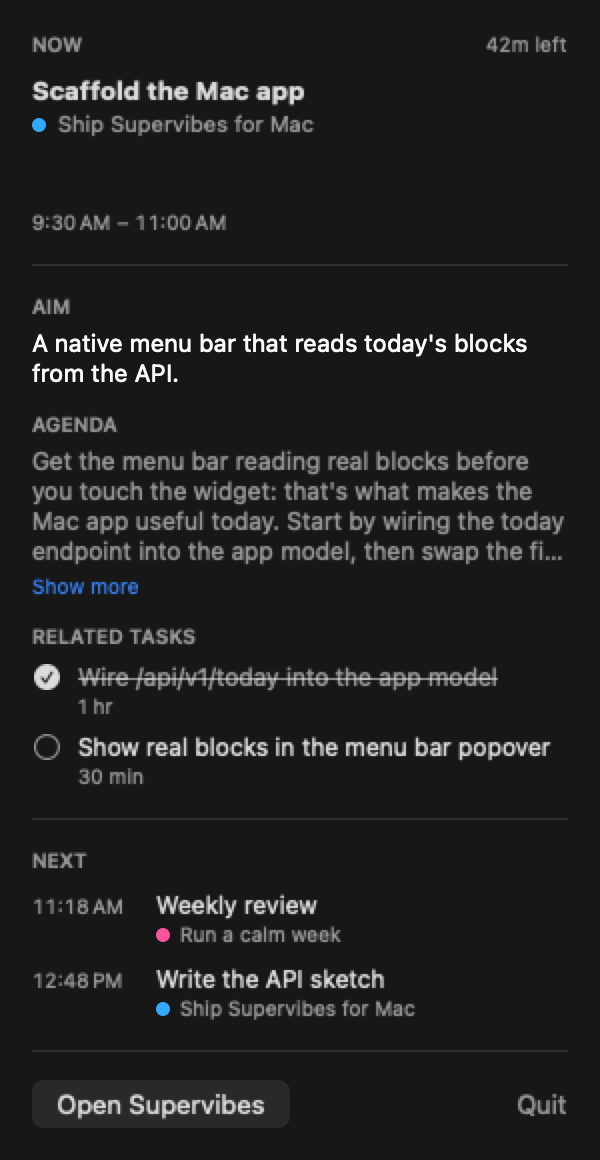 NOW
42m left
Scaffold the Mac app
Ship Supervibes for Mac
9:30 AM – 11:00 AM
AIM
A native menu bar that reads today's blocks
from the API.
AGENDA
Get the menu bar reading real blocks before
you touch the widget: that's what makes the
Mac app useful today. Start by wiring the today
endpoint into the app model, then swap the fi...
Show more
RELATED TASKS
Wire /api/v1/today into the app model
1 hr
Show real blocks in the menu bar popover
30 min
NEXT
11:18 AM
Weekly review
Run a calm week
12:48 PM
Write the API sketch
Ship Supervibes for Mac
Open Supervibes
Quit